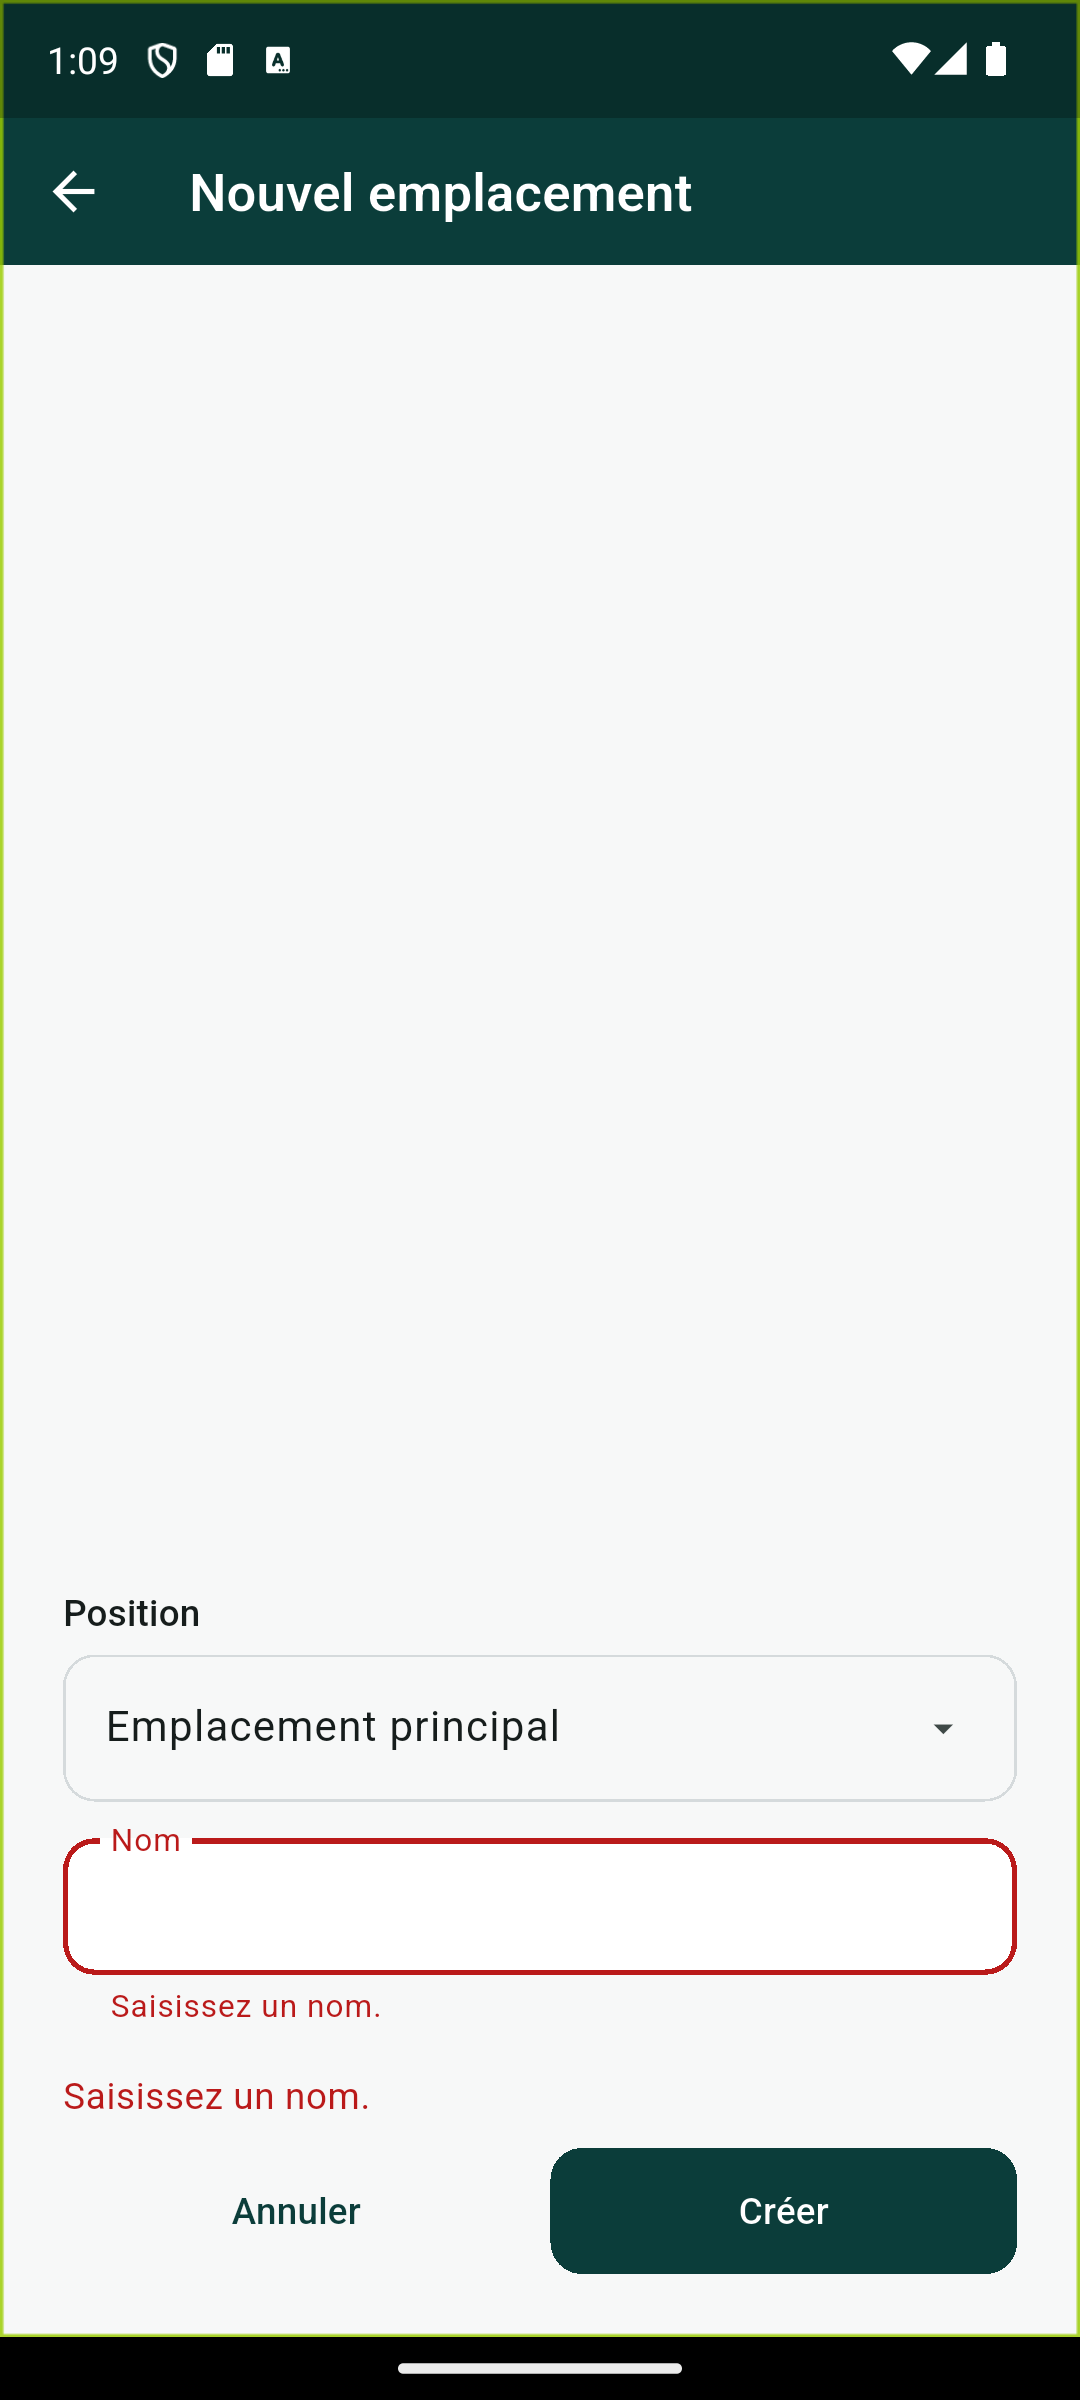 1:09
Nouvel emplacement
Position
Emplacement principal
Nom
Saisissez un nom.
Saisissez un nom.
Annuler
Créer